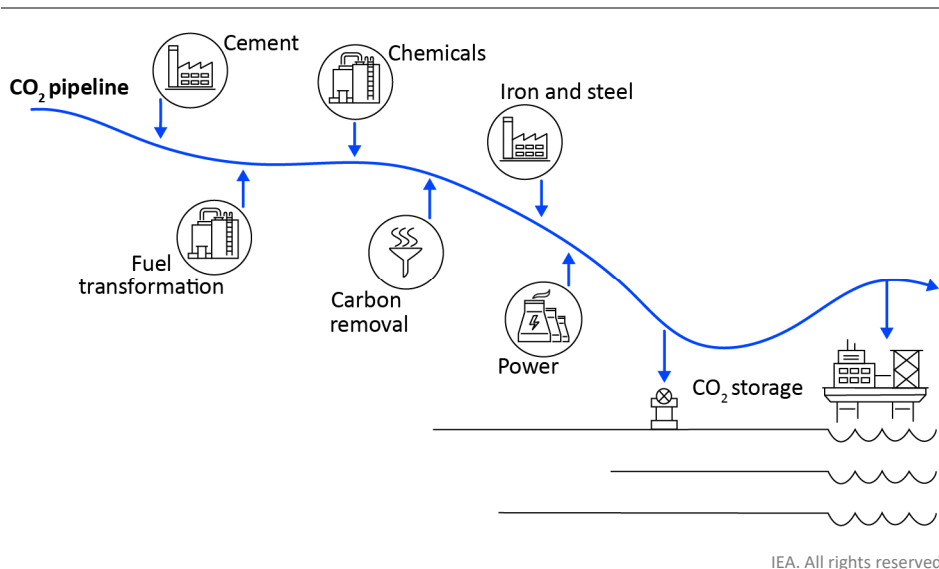 Cement
Chemicals
CO₂ pipeline
Iron and steel
Fuel
transformation
Carbon
removal
Power
CO₂ storage
IEA. All rights reserved